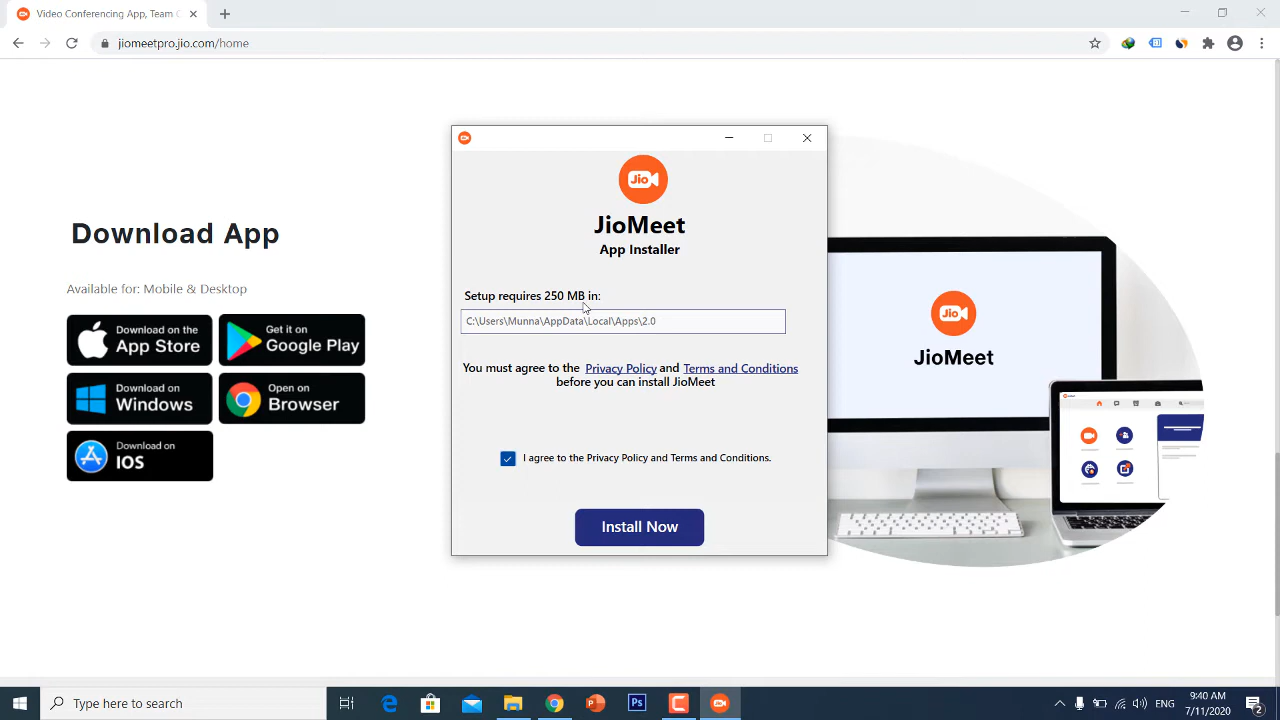 Video Conferencing App, Team C
jiomeetpro.jio.com/home
Download App
Available for: Mobile & Desktop
Download on the
App Store
Get it on
Google Play
Download on
Windows
Open on
Browser
Download on
IOS
Jio
JioMeet
App Installer
Setup requires 250 MB in:
C:\Users\Munna\AppData\Local\Apps\2.0
You must agree to the Privacy Policy and Terms and Conditions
before you can install JioMeet
I agree to the Privacy Policy and Terms and Conditions.
Install Now
Jio
JioMeet
Type here to search
Ps
ENG
9:40 AM
7/11/2020
2